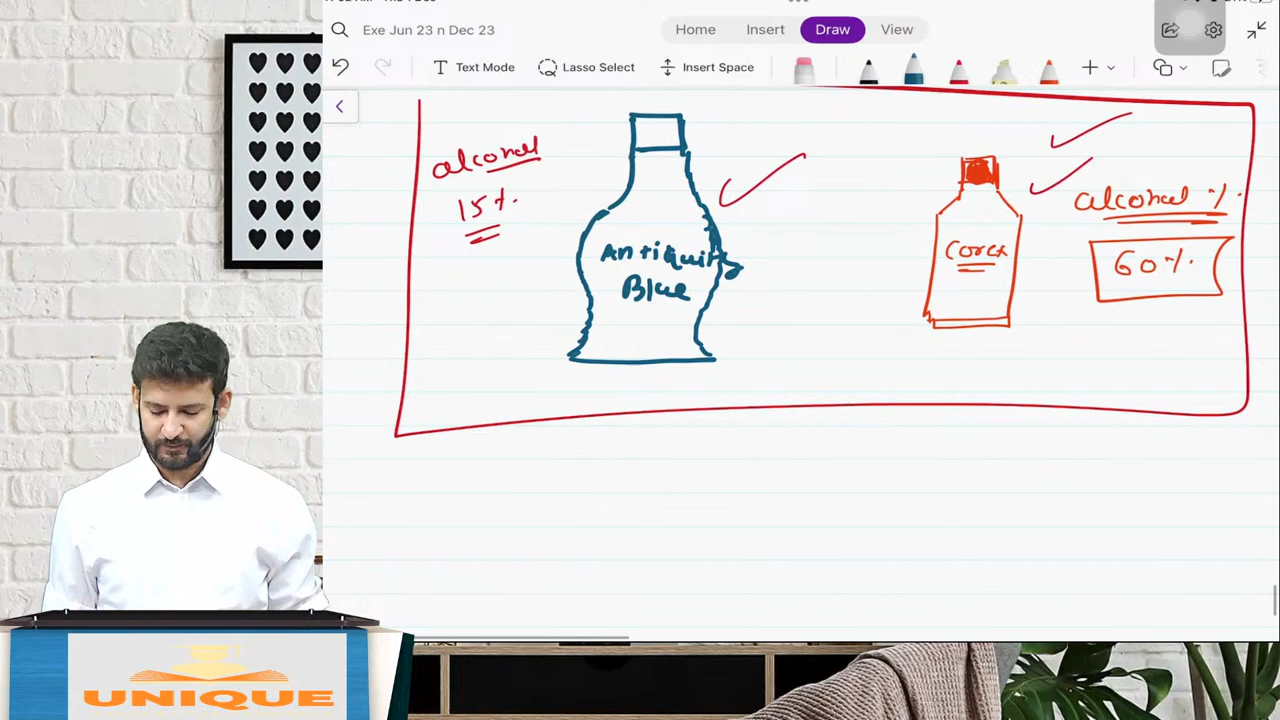 Exe Jun 23 n Dec 23
Home Insert Draw View
Text Mode
Lasso Select
Insert Space
alcohol
15%.
Antiquity
Blue
Corex
alcohol %.
60%.
UNIQUE